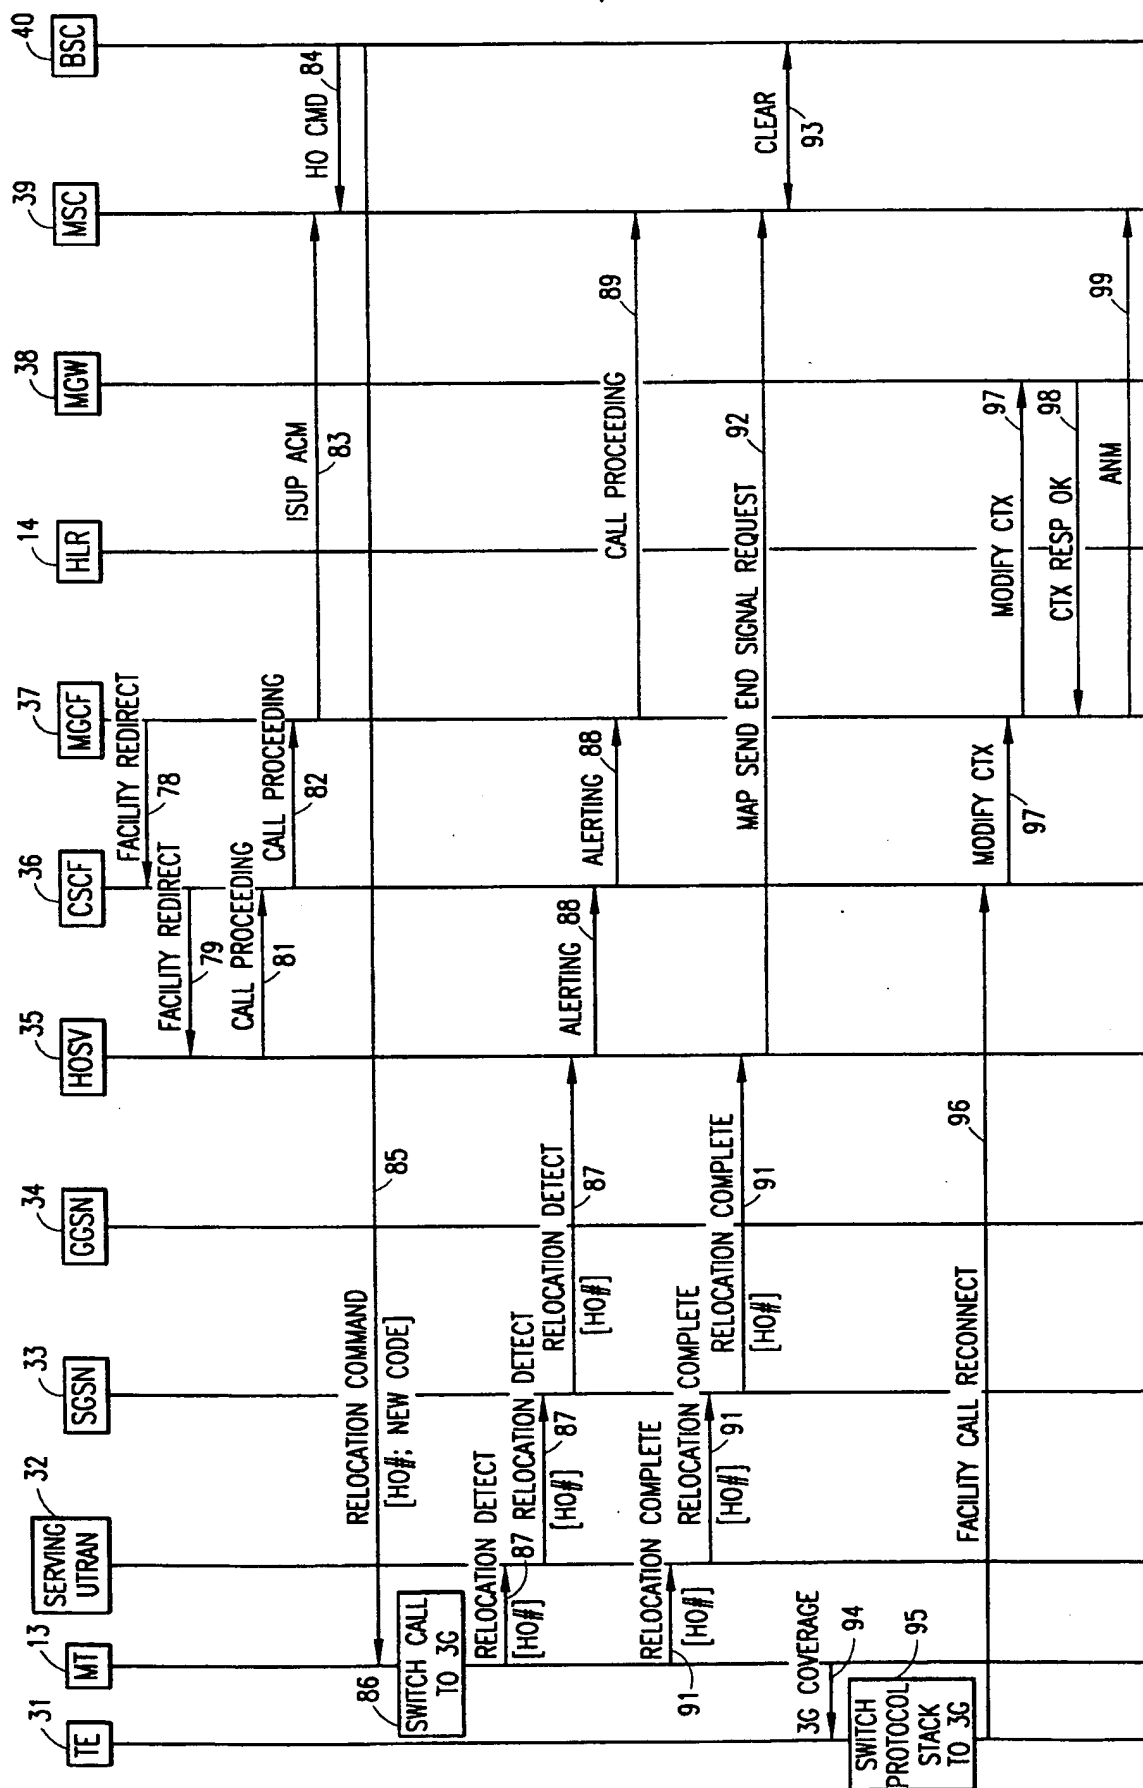 31
TE
13
MT
32
SERVING
UTRAN
33
SGSN
34
GGSN
35
HOSV
36
CSCF
37
MGCF
14
HLR
38
MGW
39
MSC
40
BSC
FACILITY REDIRECT
78
FACILITY REDIRECT
79
CALL PROCEEDING
81
CALL PROCEEDING
82
ISUP ACM
83
HO CMD
84
RELOCATION COMMAND
85
[HO#; NEW CODE]
86
SWITCH CALL
TO 3G
RELOCATION DETECT
87
[HO#]
RELOCATION DETECT
87
[HO#]
RELOCATION DETECT
87
[HO#]
ALERTING 88
ALERTING 88
CALL PROCEEDING
89
RELOCATION COMPLETE
91
[HO#]
RELOCATION COMPLETE
91
[HO#]
RELOCATION COMPLETE
91
[HO#]
MAP SEND END SIGNAL REQUEST
92
CLEAR
93
3G COVERAGE
94
SWITCH
PROTOCOL
STACK
TO 3G
95
FACILITY CALL RECONNECT
96
MODIFY CTX
97
MODIFY CTX
97
CTX RESP OK
98
ANM
99